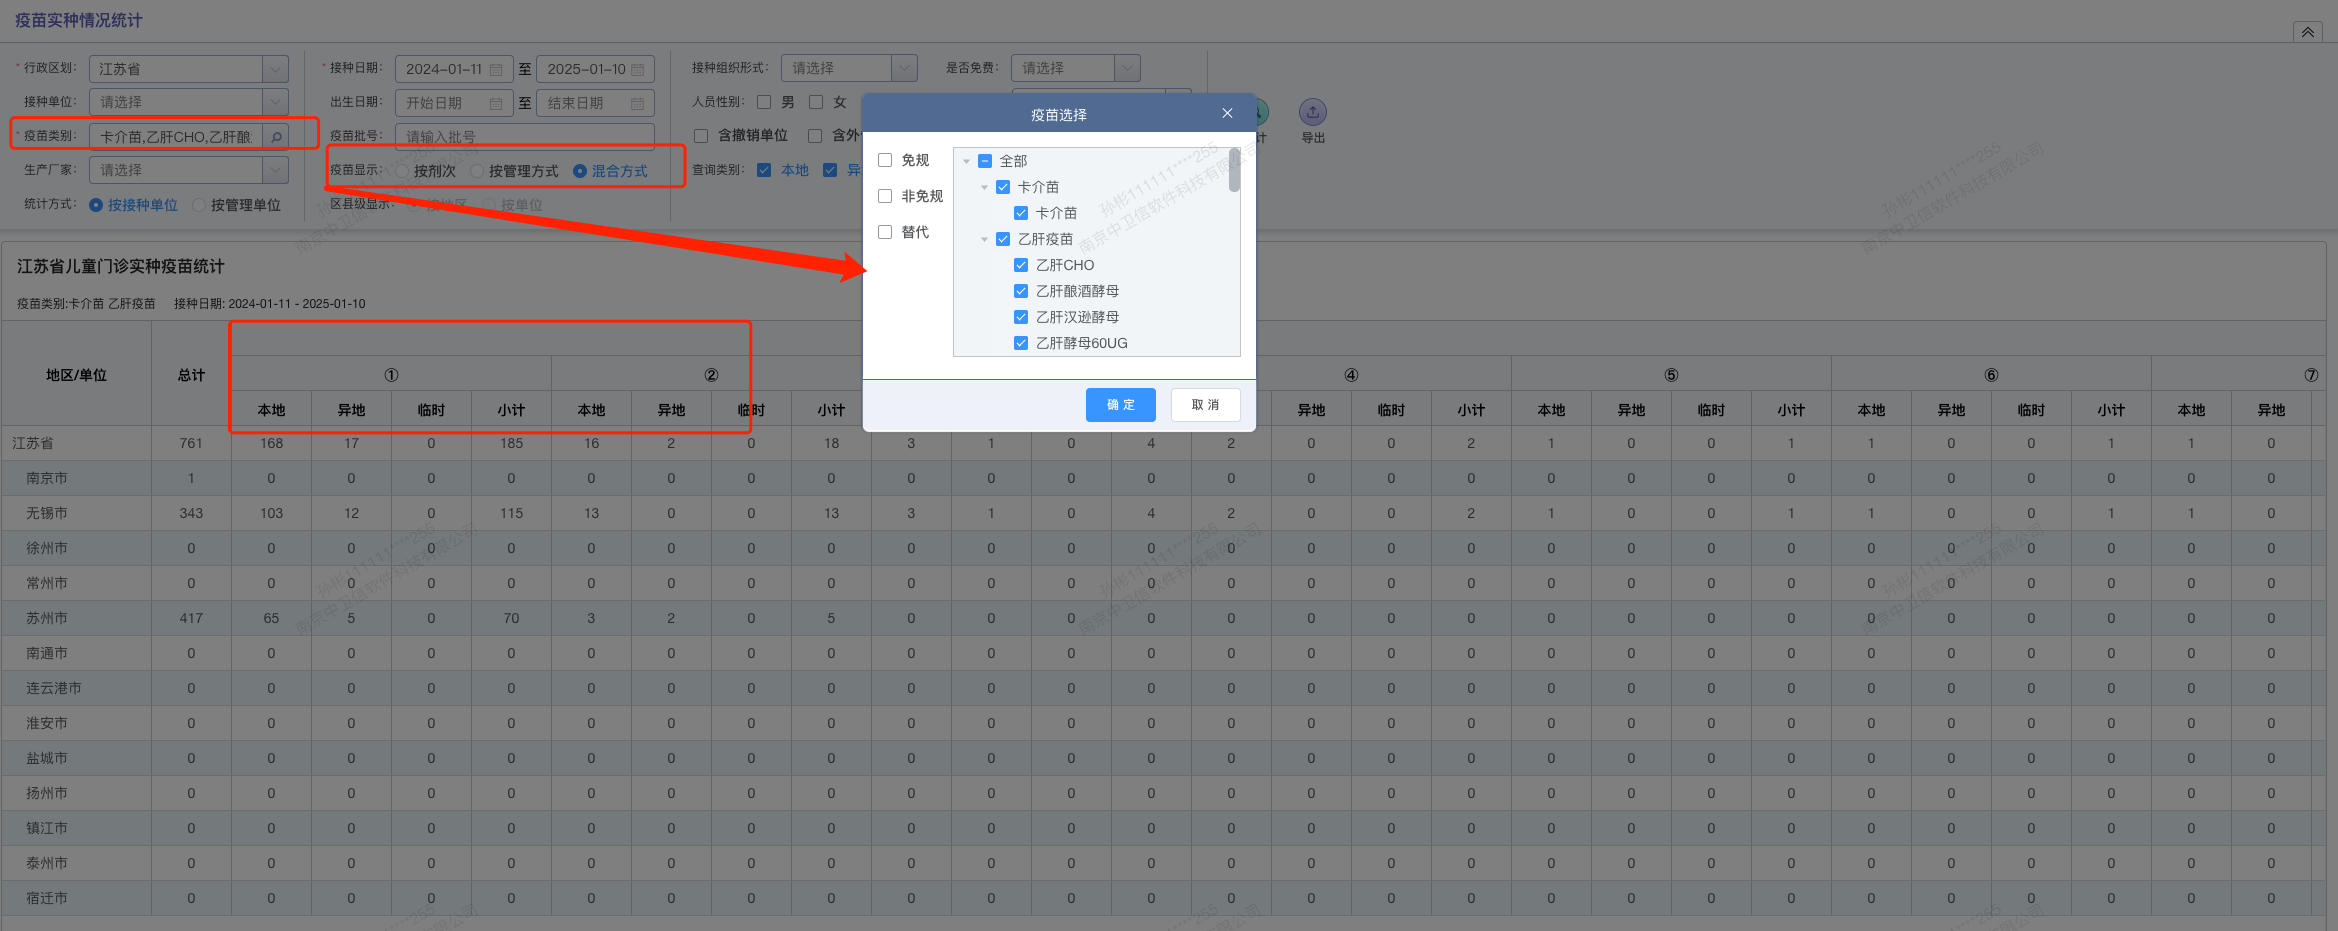 疫苗实种情况统计
* 行政区划： 江苏省 * 接种日期： 2024-01-11 至 2025-01-10 接种组织形式： 请选择 是否免费： 请选择
接种单位： 请选择 出生日期： 开始日期 至 结束日期 人员性别： 男 女
* 疫苗类别： 卡介苗,乙肝CHO,乙肝酿 疫苗批号： 请输入批号 含撤销单位 含外 计 导出
生产厂家： 请选择 疫苗显示： 按剂次 按管理方式 混合方式 查询类别： 本地 异
统计方式： 按接种单位 按管理单位 区县级显示： 按地区 按单位
疫苗选择
免规
非免规
替代
全部
卡介苗
卡介苗
乙肝疫苗
乙肝CHO
乙肝酿酒酵母
乙肝汉逊酵母
乙肝酵母60UG
确 定 取 消
江苏省儿童门诊实种疫苗统计
疫苗类别:卡介苗 乙肝疫苗 接种日期: 2024-01-11 - 2025-01-10
地区/单位 总计 ① ② ④ ⑤ ⑥ ⑦
本地 异地 临时 小计 本地 异地 临时 小计 异地 临时 小计 本地 异地 临时 小计 本地 异地 临时 小计 本地 异地
江苏省 761 168 17 0 185 16 2 0 18 3 1 0 4 2 0 0 2 1 0 0 1 1 0 0 1 1 0
南京市 1 0 0 0 0 0 0 0 0 0 0 0 0 0 0 0 0 0 0 0 0 0 0 0 0 0 0
无锡市 343 103 12 0 115 13 0 0 13 3 1 0 4 2 0 0 2 1 0 0 1 1 0 0 1 1 0
徐州市 0 0 0 0 0 0 0 0 0 0 0 0 0 0 0 0 0 0 0 0 0 0 0 0 0 0 0
常州市 0 0 0 0 0 0 0 0 0 0 0 0 0 0 0 0 0 0 0 0 0 0 0 0 0 0 0
苏州市 417 65 5 0 70 3 2 0 5 0 0 0 0 0 0 0 0 0 0 0 0 0 0 0 0 0 0
南通市 0 0 0 0 0 0 0 0 0 0 0 0 0 0 0 0 0 0 0 0 0 0 0 0 0 0 0
连云港市 0 0 0 0 0 0 0 0 0 0 0 0 0 0 0 0 0 0 0 0 0 0 0 0 0 0 0
淮安市 0 0 0 0 0 0 0 0 0 0 0 0 0 0 0 0 0 0 0 0 0 0 0 0 0 0 0
盐城市 0 0 0 0 0 0 0 0 0 0 0 0 0 0 0 0 0 0 0 0 0 0 0 0 0 0 0
扬州市 0 0 0 0 0 0 0 0 0 0 0 0 0 0 0 0 0 0 0 0 0 0 0 0 0 0 0
镇江市 0 0 0 0 0 0 0 0 0 0 0 0 0 0 0 0 0 0 0 0 0 0 0 0 0 0 0
泰州市 0 0 0 0 0 0 0 0 0 0 0 0 0 0 0 0 0 0 0 0 0 0 0 0 0 0 0
宿迁市 0 0 0 0 0 0 0 0 0 0 0 0 0 0 0 0 0 0 0 0 0 0 0 0 0 0 0
孙彬111111****255
南京中卫信软件科技有限公司